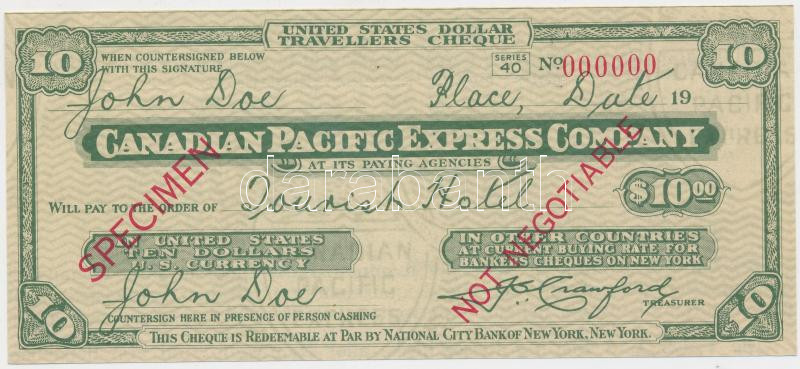 UNITED STATES DOLLAR
TRAVELLERS CHEQUE
10
10
WHEN COUNTERSIGNED BELOW
WITH THIS SIGNATURE
SERIES
40
No. 000000
John Doe
Place, Date 19
CANADIAN PACIFIC EXPRESS COMPANY
AT ITS PAYING AGENCIES
WILL PAY TO THE ORDER OF
Tourist Hotel
$10.00
darabanth
SPECIMEN
NOT NEGOTIABLE
IN UNITED STATES
TEN DOLLARS
U.S. CURRENCY
IN OTHER COUNTRIES
AT CURRENT BUYING RATE FOR
BANKERS CHEQUES ON NEW YORK
John Doe
Crawford
TREASURER
10
10
COUNTERSIGN HERE IN PRESENCE OF PERSON CASHING
THIS CHEQUE IS REDEEMABLE AT PAR BY NATIONAL CITY BANK OF NEW YORK, NEW YORK.